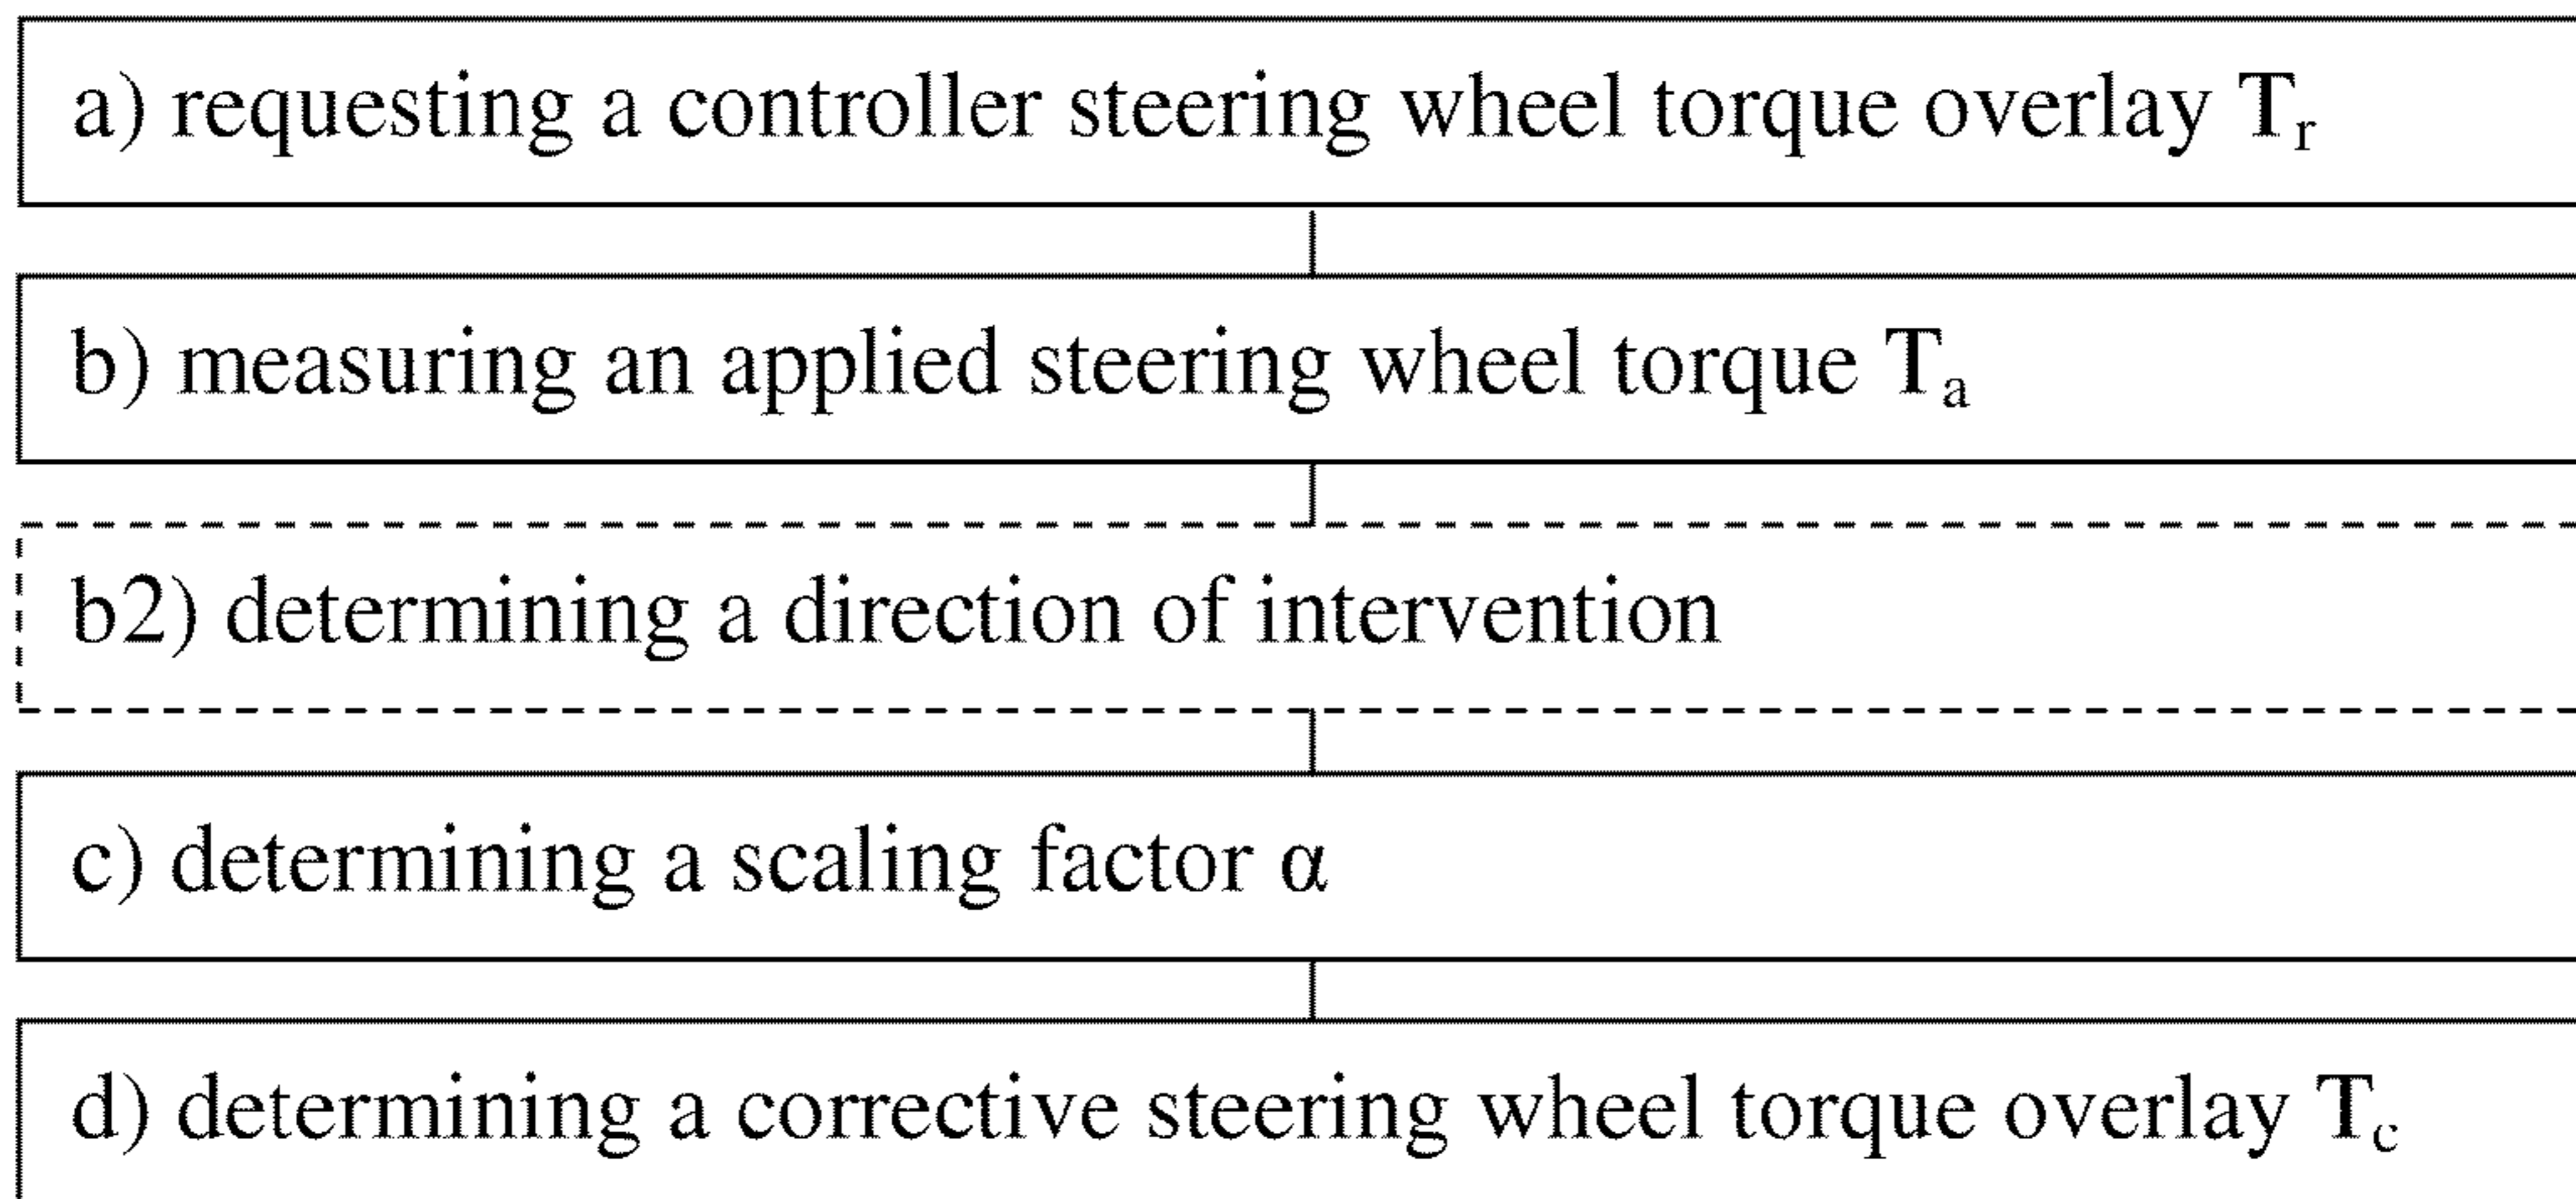 a) requesting a controller steering wheel torque overlay Tr
b) measuring an applied steering wheel torque Ta
b2) determining a direction of intervention
c) determining a scaling factor α
d) determining a corrective steering wheel torque overlay Tc